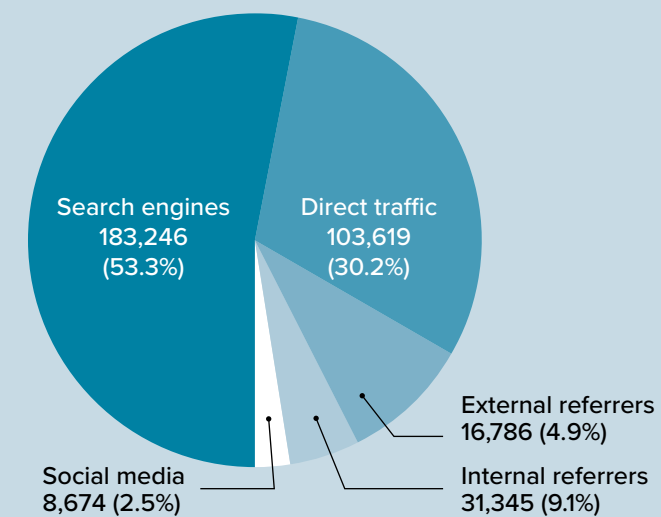 Search engines
183,246
(53.3%)
Direct traffic
103,619
(30.2%)
External referrers
16,786 (4.9%)
Social media
8,674 (2.5%)
Internal referrers
31,345 (9.1%)